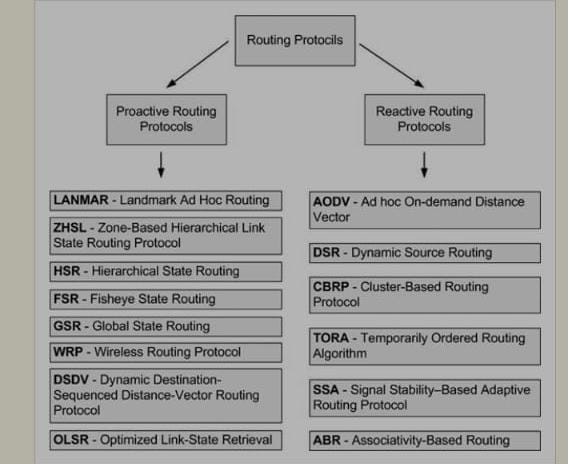 Routing Protocils
Proactive Routing
Protocols
Reactive Routing
Protocols
LANMAR - Landmark Ad Hoc Routing
ZHSL - Zone-Based Hierarchical Link
State Routing Protocol
HSR - Hierarchical State Routing
FSR - Fisheye State Routing
GSR - Global State Routing
WRP - Wireless Routing Protocol
DSDV - Dynamic Destination-
Sequenced Distance-Vector Routing
Protocol
OLSR - Optimized Link-State Retrieval
AODV - Ad hoc On-demand Distance
Vector
DSR - Dynamic Source Routing
CBRP - Cluster-Based Routing
Protocol
TORA - Temporarily Ordered Routing
Algorithm
SSA - Signal Stability–Based Adaptive
Routing Protocol
ABR - Associativity-Based Routing